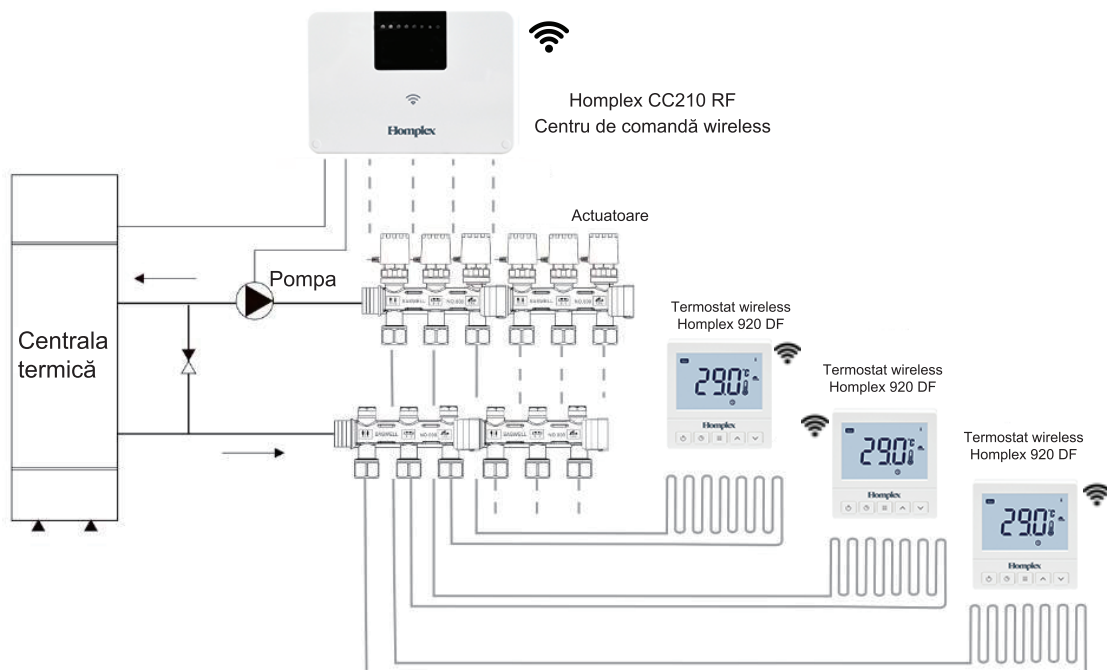 Homplex
Homplex CC210 RF
Centru de comandă wireless
Actuatoare
Pompa
Centrala
termică
Termostat wireless
Homplex 920 DF
29.0°C
Homplex
Termostat wireless
Homplex 920 DF
29.0°C
Homplex
Termostat wireless
Homplex 920 DF
29.0°C
Homplex